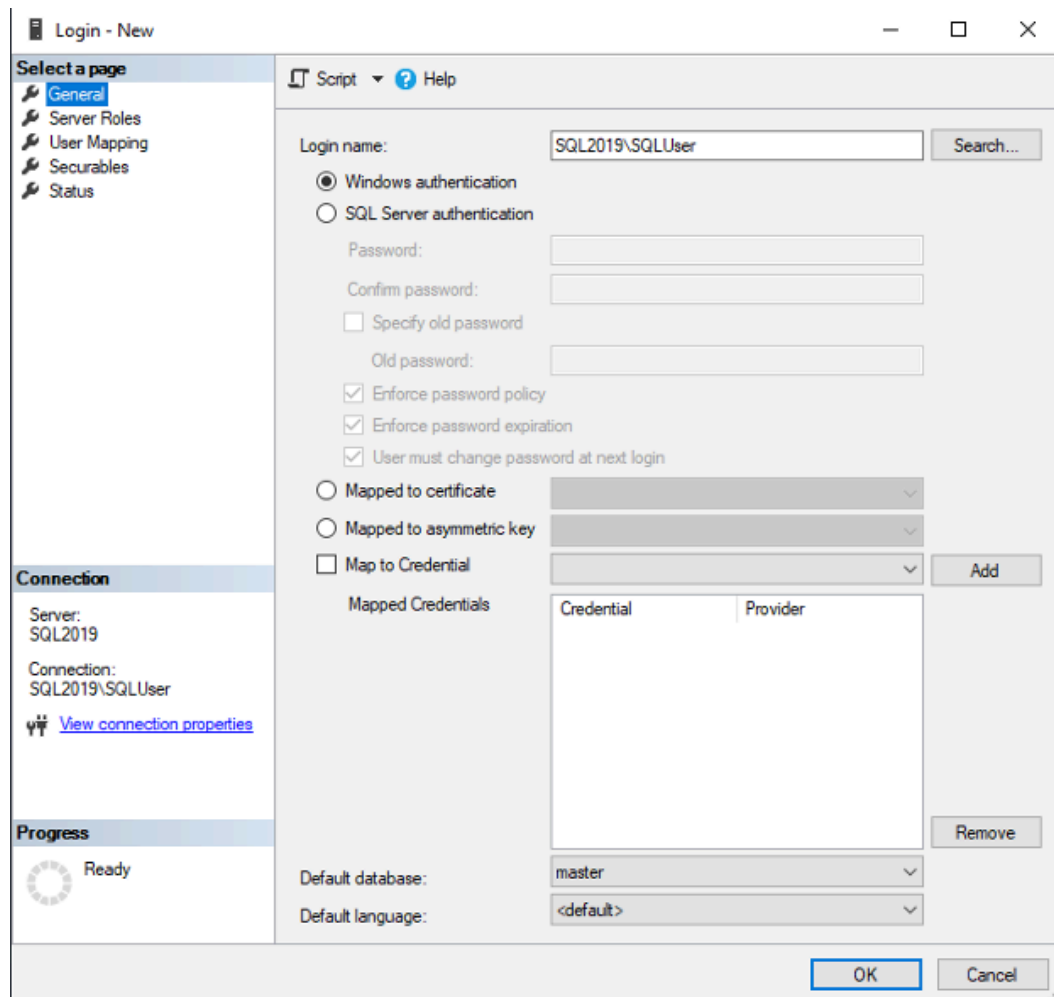 Login - New
Select a page
General
Server Roles
User Mapping
Securables
Status
Script Help
Login name: SQL2019\SQLUser Search...
Windows authentication
SQL Server authentication
Password:
Confirm password:
Specify old password
Old password:
Enforce password policy
Enforce password expiration
User must change password at next login
Mapped to certificate
Mapped to asymmetric key
Map to Credential Add
Mapped Credentials Credential Provider
Remove
Default database: master
Default language: <default>
Connection
Server:
SQL2019
Connection:
SQL2019\SQLUser
View connection properties
Progress
Ready
OK Cancel